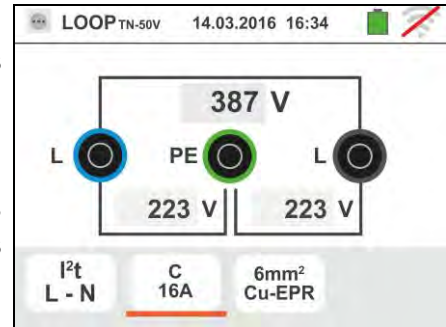 LOOP TN-50V 14.03.2016 16:34
387 V
L PE L
223 V 223 V
I²t C 6mm²
L - N 16A Cu-EPR